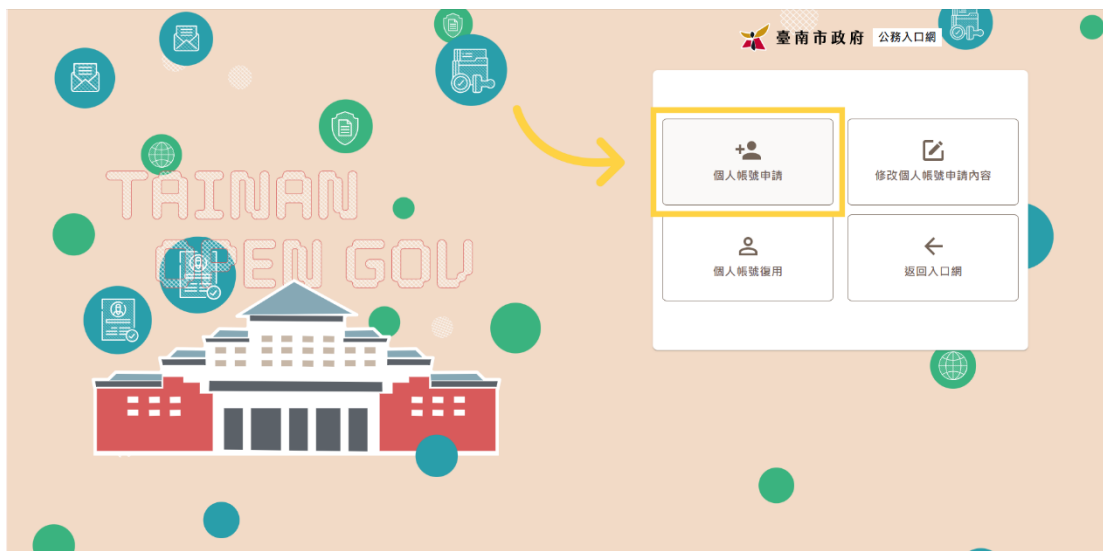 臺南市政府 公務入口網
TAINAN
OPEN GOV
個人帳號申請
修改個人帳號申請內容
個人帳號復用
返回入口網